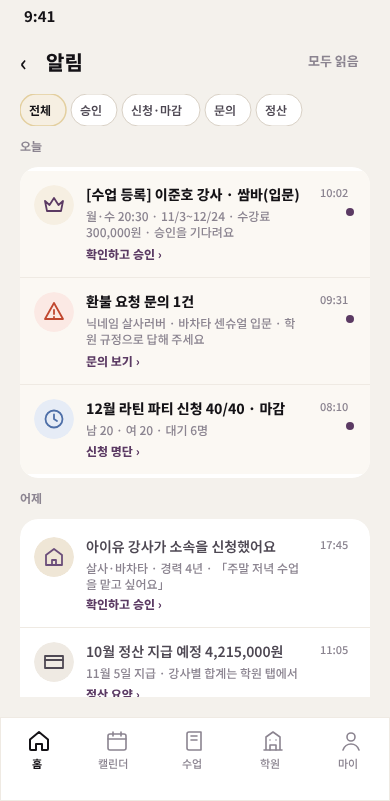 9:41
‹ 알림 모두 읽음
전체 승인 신청·마감 문의 정산
오늘
[수업 등록] 이준호 강사 · 쌈바(입문) 10:02
월·수 20:30 · 11/3~12/24 · 수강료
300,000원 · 승인을 기다려요
확인하고 승인 ›
환불 요청 문의 1건 09:31
닉네임 살사러버 · 바차타 센슈얼 입문 · 학
원 규정으로 답해 주세요
문의 보기 ›
12월 라틴 파티 신청 40/40 · 마감 08:10
남 20 · 여 20 · 대기 6명
신청 명단 ›
어제
아이유 강사가 소속을 신청했어요 17:45
살사·바차타 · 경력 4년 · 「주말 저녁 수업
을 맡고 싶어요」
확인하고 승인 ›
10월 정산 지급 예정 4,215,000원 11:05
11월 5일 지급 · 강사별 합계는 학원 탭에서
정산 요약 ›
홈 캘린더 수업 학원 마이